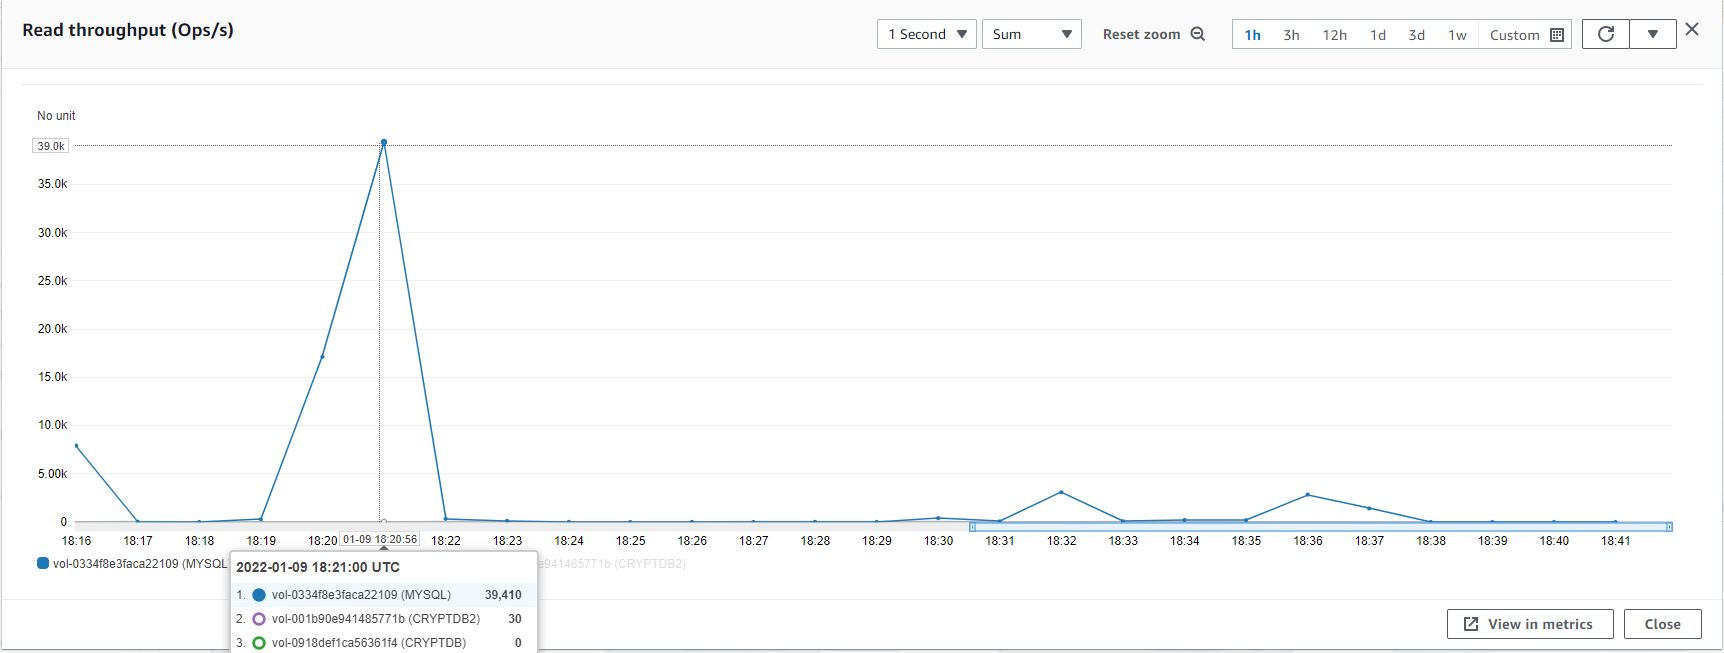 Read throughput (Ops/s)
1 Second
Sum
Reset zoom
1h 3h 12h 1d 3d 1w Custom
No unit
39.0k
35.0k
30.0k
25.0k
20.0k
15.0k
10.0k
5.00k
0
18:16 18:17 18:18 18:19 18:20 01-09 18:20:56 18:22 18:23 18:24 18:25 18:26 18:27 18:28 18:29 18:30 18:31 18:32 18:33 18:34 18:35 18:36 18:37 18:38 18:39 18:40 18:41
vol-0334f8e3faca22109 (MYSQL e941485771b (CRYPTDB2)
2022-01-09 18:21:00 UTC
1. vol-0334f8e3faca22109 (MYSQL) 39,410
2. vol-001b90e941485771b (CRYPTDB2) 30
3. vol-0918def1ca56361f4 (CRYPTDB) 0
View in metrics
Close